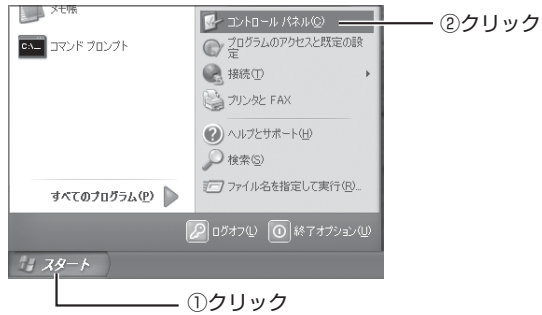 メモ帳
C:\_
コマンド プロンプト
すべてのプログラム(P)
コントロール パネル(C)
プログラムのアクセスと既定の設
定
接続(T)
プリンタと FAX
ヘルプとサポート(H)
検索(S)
ファイル名を指定して実行(R)...
ログオフ(L)
終了オプション(U)
スタート
②クリック
①クリック